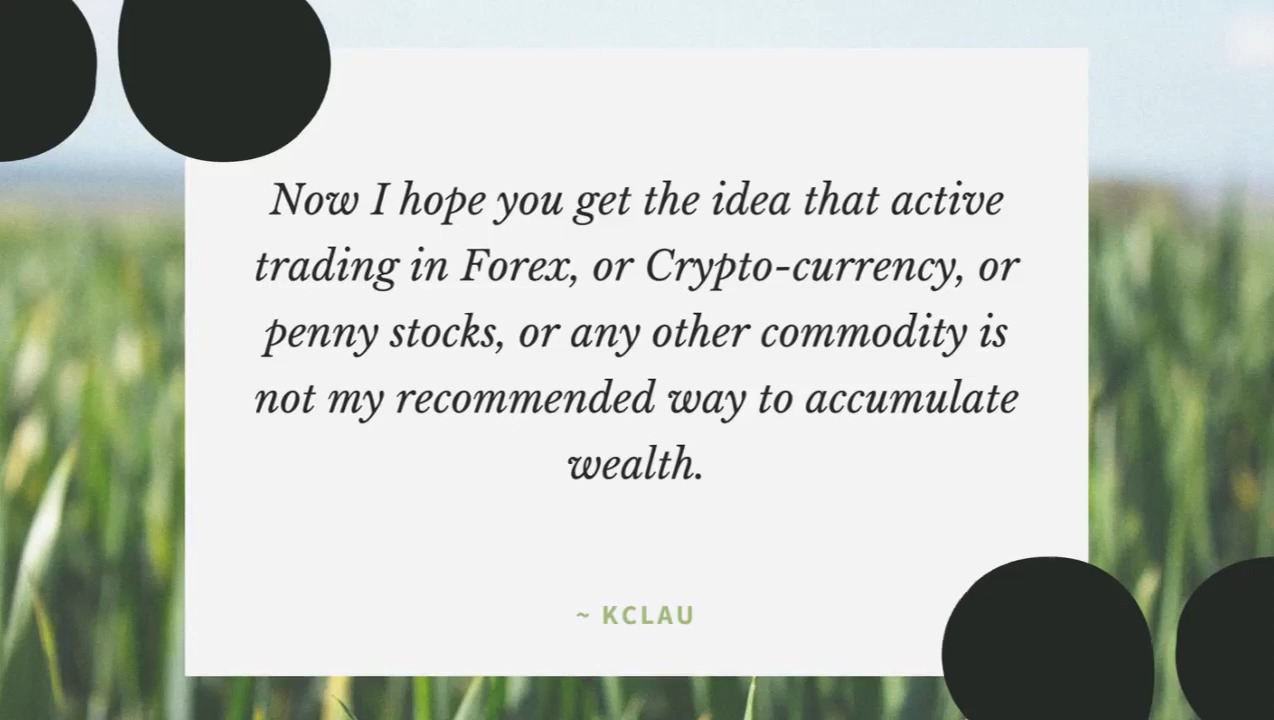 Now I hope you get the idea that active
trading in Forex, or Crypto-currency, or
penny stocks, or any other commodity is
not my recommended way to accumulate
wealth.
~ KCLAU